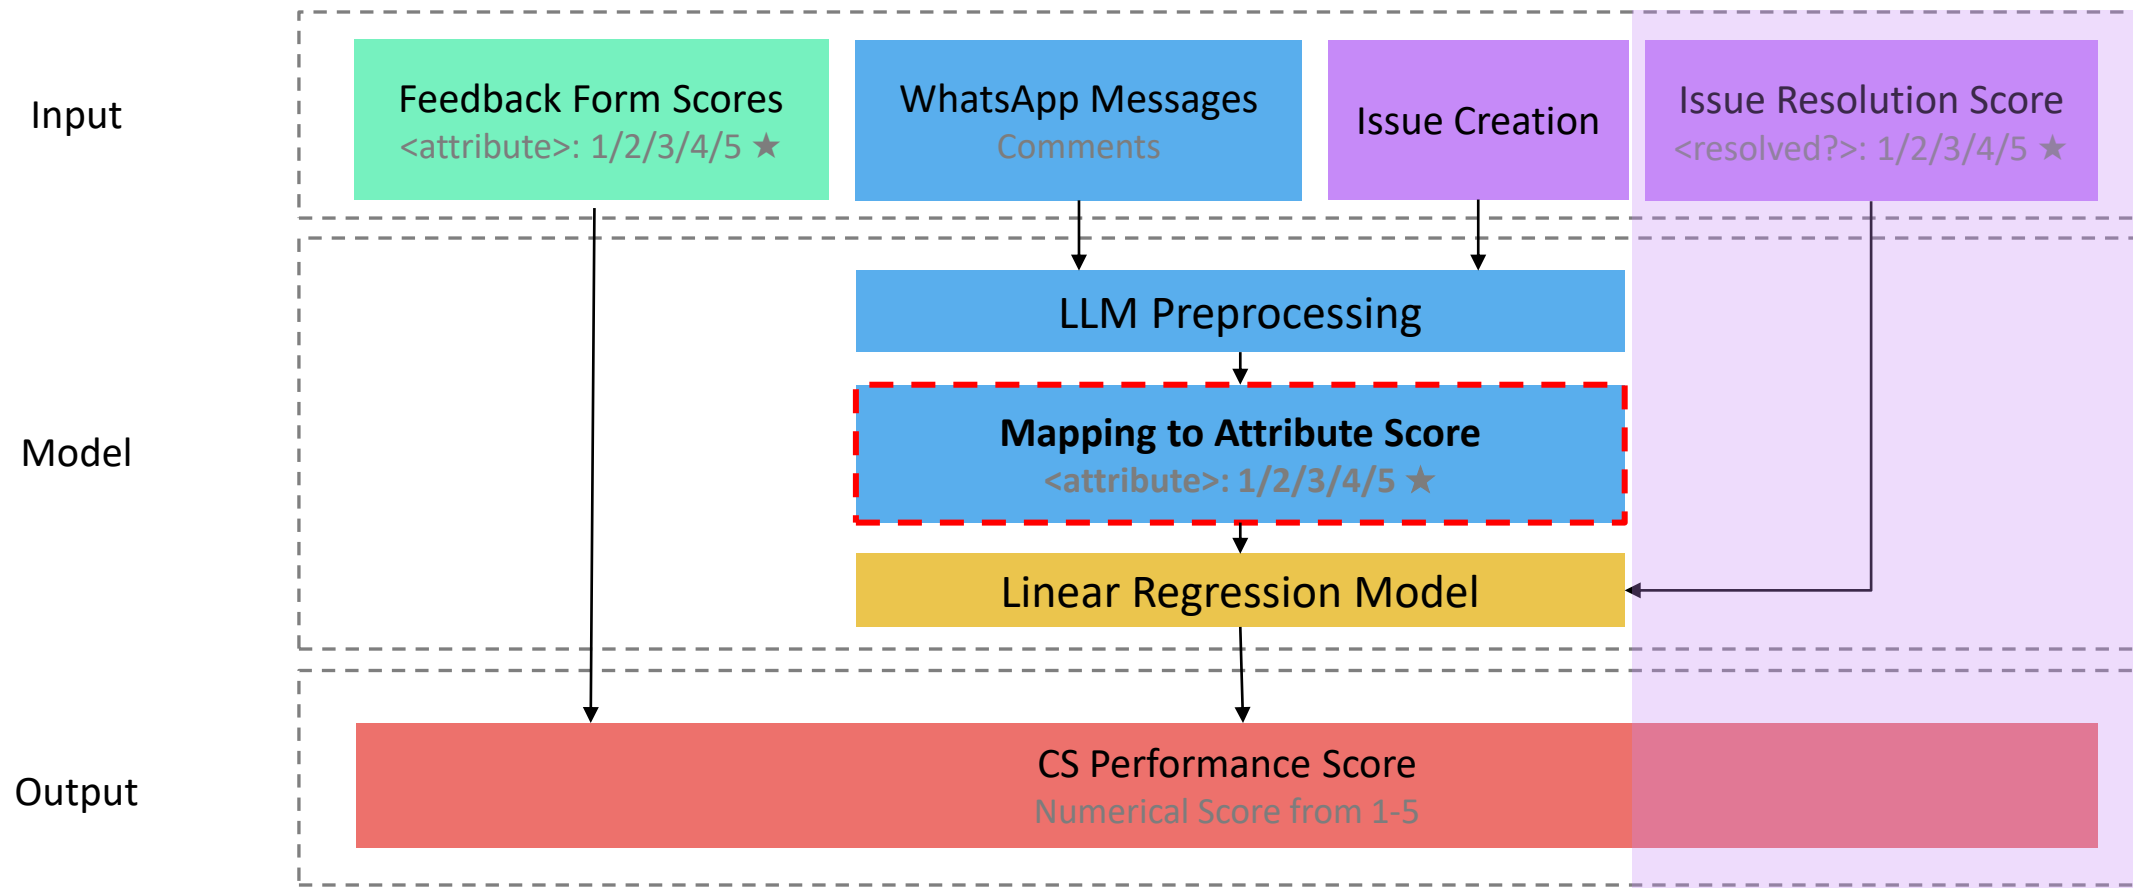 Input
Feedback Form Scores
<attribute>: 1/2/3/4/5 ★
WhatsApp Messages
Comments
Issue Creation
Issue Resolution Score
<resolved?>: 1/2/3/4/5 ★
Model
LLM Preprocessing
Mapping to Attribute Score
<attribute>: 1/2/3/4/5 ★
Linear Regression Model
Output
CS Performance Score
Numerical Score from 1-5